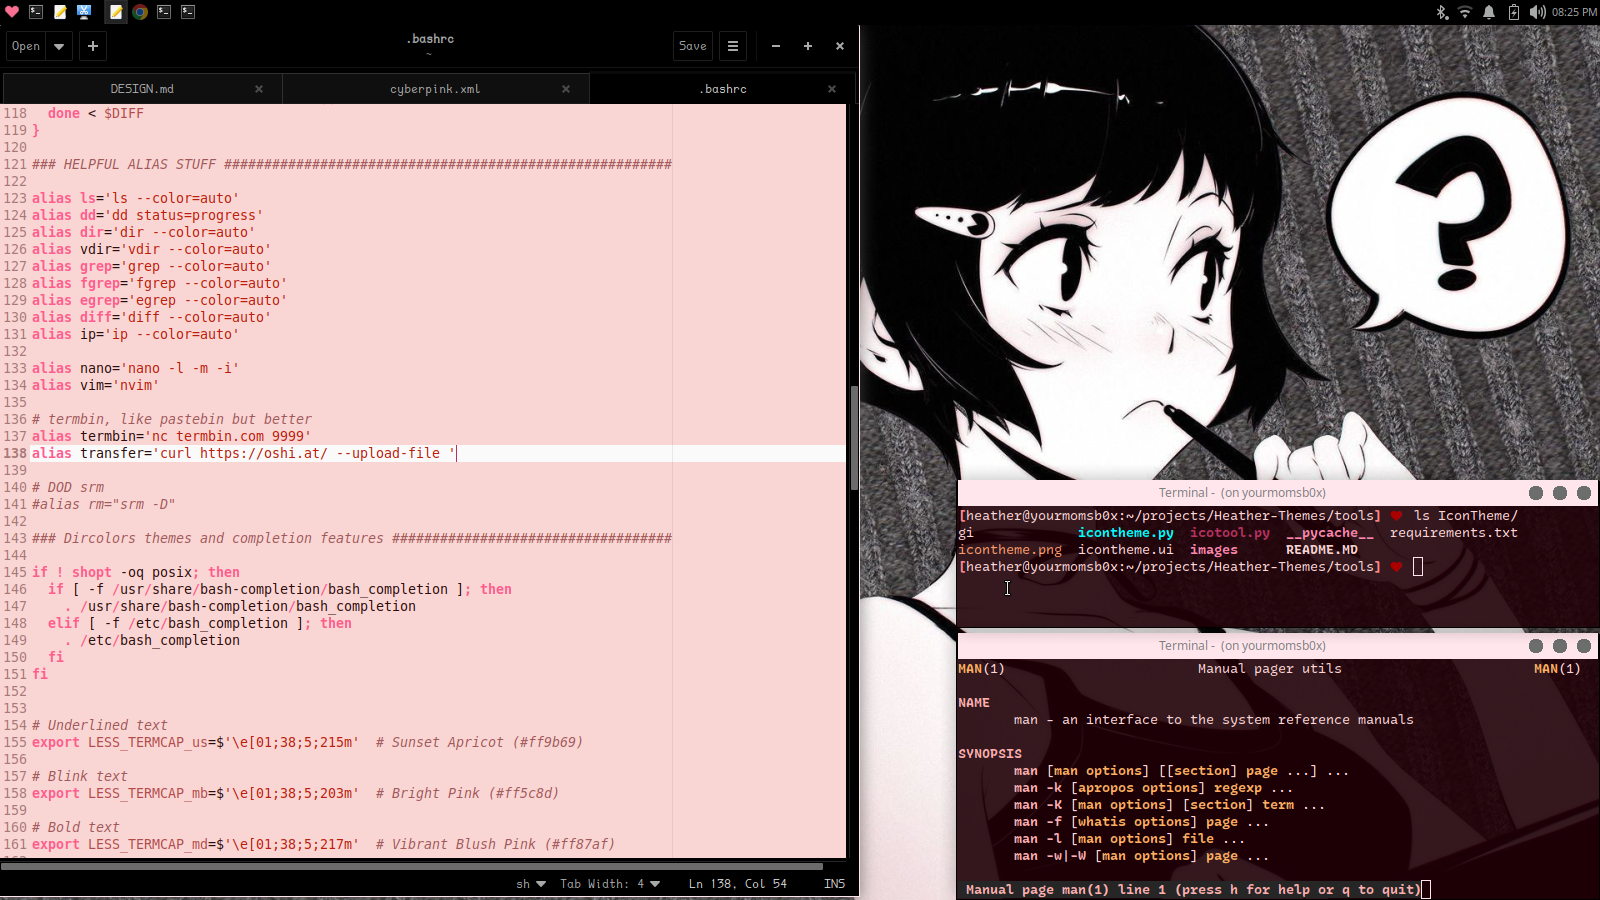 08:25 PM
Open
.bashrc
~
Save
DESIGN.md
cyberpink.xml
.bashrc
118   done < $DIFF
119 }
120
121 ### HELPFUL ALIAS STUFF ########################################################
122
123 alias ls='ls --color=auto'
124 alias dd='dd status=progress'
125 alias dir='dir --color=auto'
126 alias vdir='vdir --color=auto'
127 alias grep='grep --color=auto'
128 alias fgrep='fgrep --color=auto'
129 alias egrep='egrep --color=auto'
130 alias diff='diff --color=auto'
131 alias ip='ip --color=auto'
132
133 alias nano='nano -l -m -i'
134 alias vim='nvim'
135
136 # termbin, like pastebin but better
137 alias termbin='nc termbin.com 9999'
138 alias transfer='curl https://oshi.at/ --upload-file '
139
140 # DOD srm
141 #alias rm="srm -D"
142
143 ### Dircolors themes and completion features ###################################
144
145 if ! shopt -oq posix; then
146   if [ -f /usr/share/bash-completion/bash_completion ]; then
147     . /usr/share/bash-completion/bash_completion
148   elif [ -f /etc/bash_completion ]; then
149     . /etc/bash_completion
150   fi
151 fi
152
153
154 # Underlined text
155 export LESS_TERMCAP_us=$'\e[01;38;5;215m'  # Sunset Apricot (#ff9b69)
156
157 # Blink text
158 export LESS_TERMCAP_mb=$'\e[01;38;5;203m'  # Bright Pink (#ff5c8d)
159
160 # Bold text
161 export LESS_TERMCAP_md=$'\e[01;38;5;217m'  # Vibrant Blush Pink (#ff87af)
sh
Tab Width: 4
Ln 138, Col 54
INS
?
Terminal - (on yourmomsb0x)
[heather@yourmomsb0x:~/projects/Heather-Themes/tools] ♥ ls IconTheme/
gi             icontheme.py  icotool.py  __pycache__  requirements.txt
icontheme.png  icontheme.ui  images      README.MD
[heather@yourmomsb0x:~/projects/Heather-Themes/tools] ♥
Terminal - (on yourmomsb0x)
MAN(1)                        Manual pager utils                        MAN(1)
NAME
       man - an interface to the system reference manuals
SYNOPSIS
       man [man options] [[section] page ...] ...
       man -k [apropos options] regexp ...
       man -K [man options] [section] term ...
       man -f [whatis options] page ...
       man -l [man options] file ...
       man -w|-W [man options] page ...
Manual page man(1) line 1 (press h for help or q to quit)